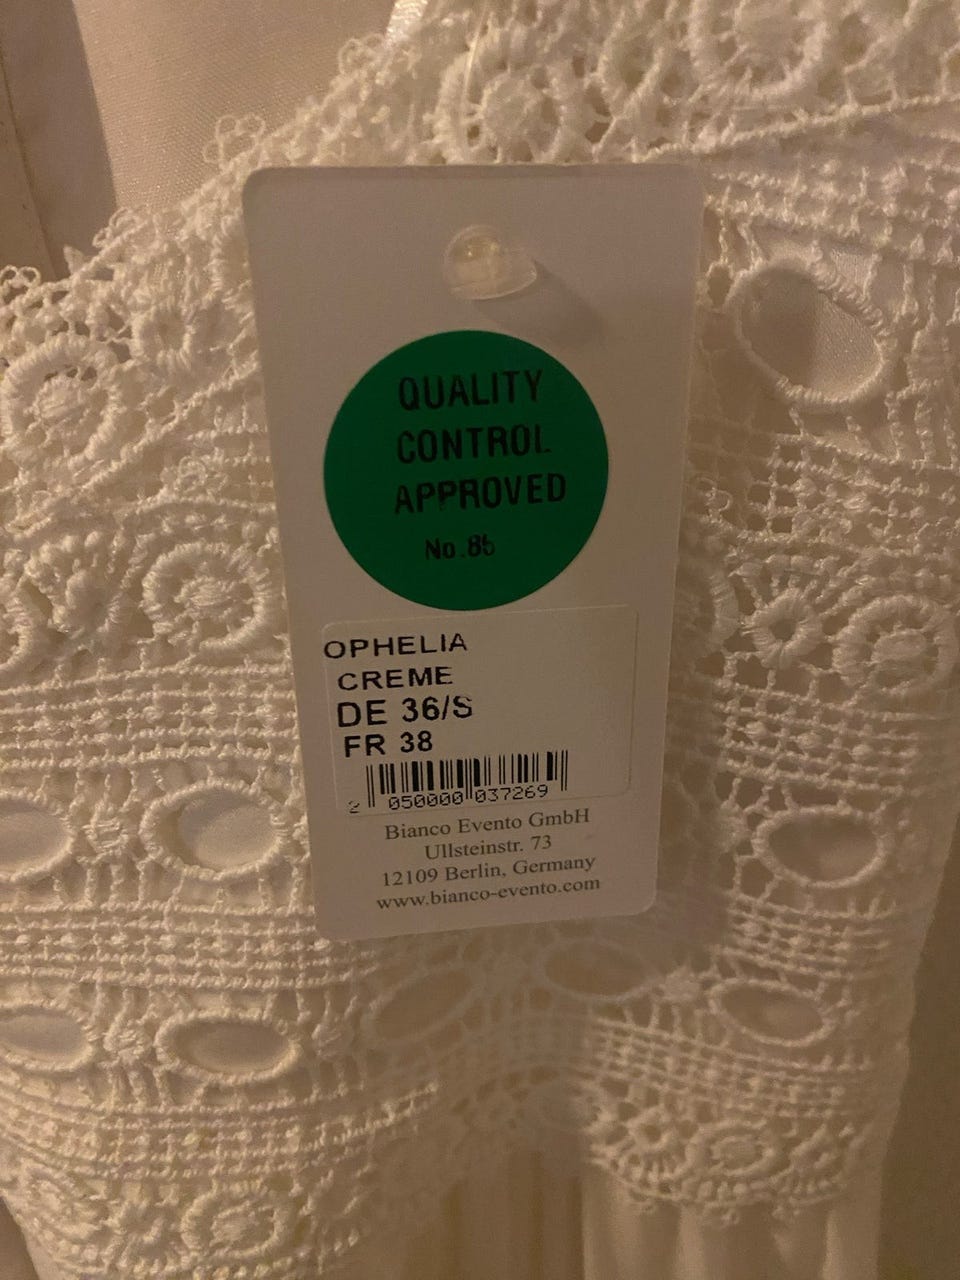 QUALITY
CONTROL
APPROVED
No.85
OPHELIA
CREME
DE 36/S
FR 38
2 050000 037269
Bianco Evento GmbH
Ullsteinstr. 73
12109 Berlin, Germany
www.bianco-evento.com